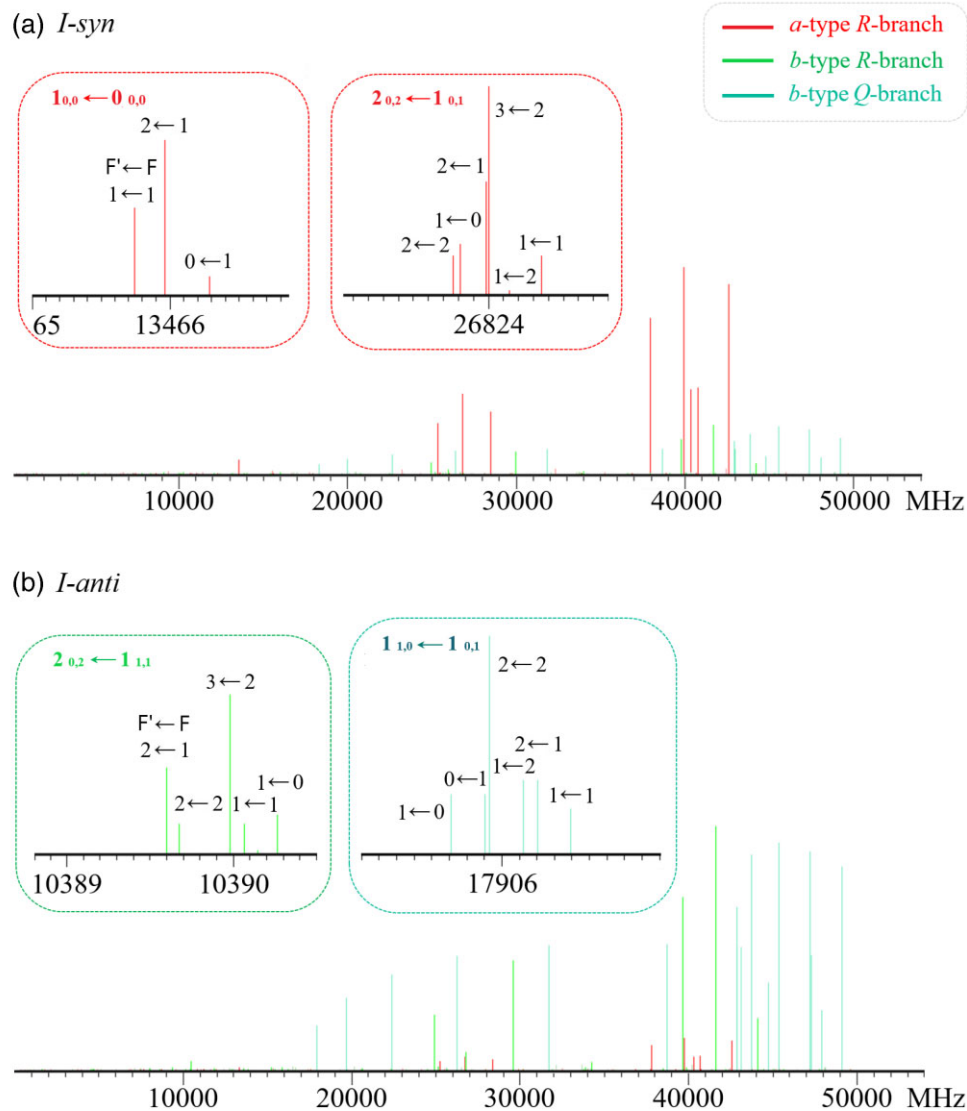 (a) I-syn
a-type R-branch
b-type R-branch
b-type Q-branch
1 0,0 ← 0 0,0
2←1
F'←F
1←1
0←1
65 13466
2 0,2 ← 1 0,1
3←2
2←1
1←0
2←2
1←1
1←2
26824
10000 20000 30000 40000 50000 MHz
(b) I-anti
2 0,2 ← 1 1,1
3←2
F'←F
2←1
1←0
2←2 1←1
10389 10390
1 1,0 ← 1 0,1
2←2
2←1
0←1 1←2
1←0 1←1
17906
10000 20000 30000 40000 50000 MHz